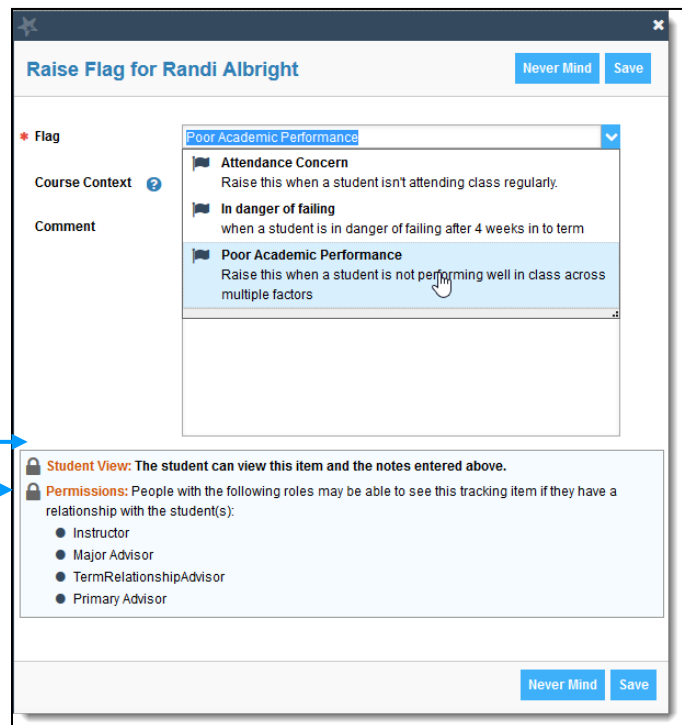 Raise Flag for Randi Albright
Never Mind
Save
* Flag
Poor Academic Performance
Attendance Concern
Raise this when a student isn't attending class regularly.
Course Context ?
In danger of failing
when a student is in danger of failing after 4 weeks in to term
Comment
Poor Academic Performance
Raise this when a student is not performing well in class across
multiple factors
Student View: The student can view this item and the notes entered above.
Permissions: People with the following roles may be able to see this tracking item if they have a
relationship with the student(s):
Instructor
Major Advisor
TermRelationshipAdvisor
Primary Advisor
Never Mind
Save